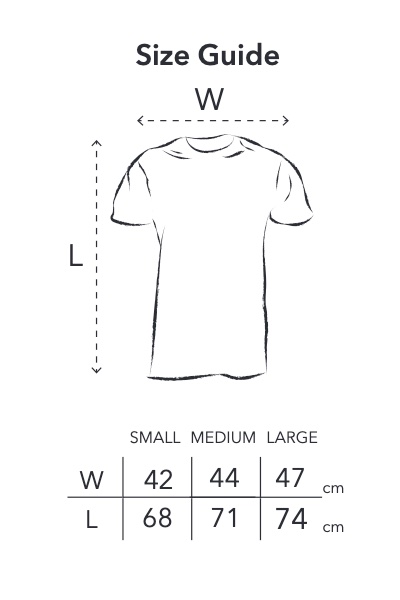 Size Guide
W
L
SMALL MEDIUM LARGE
W 42 44 47 cm
L 68 71 74 cm